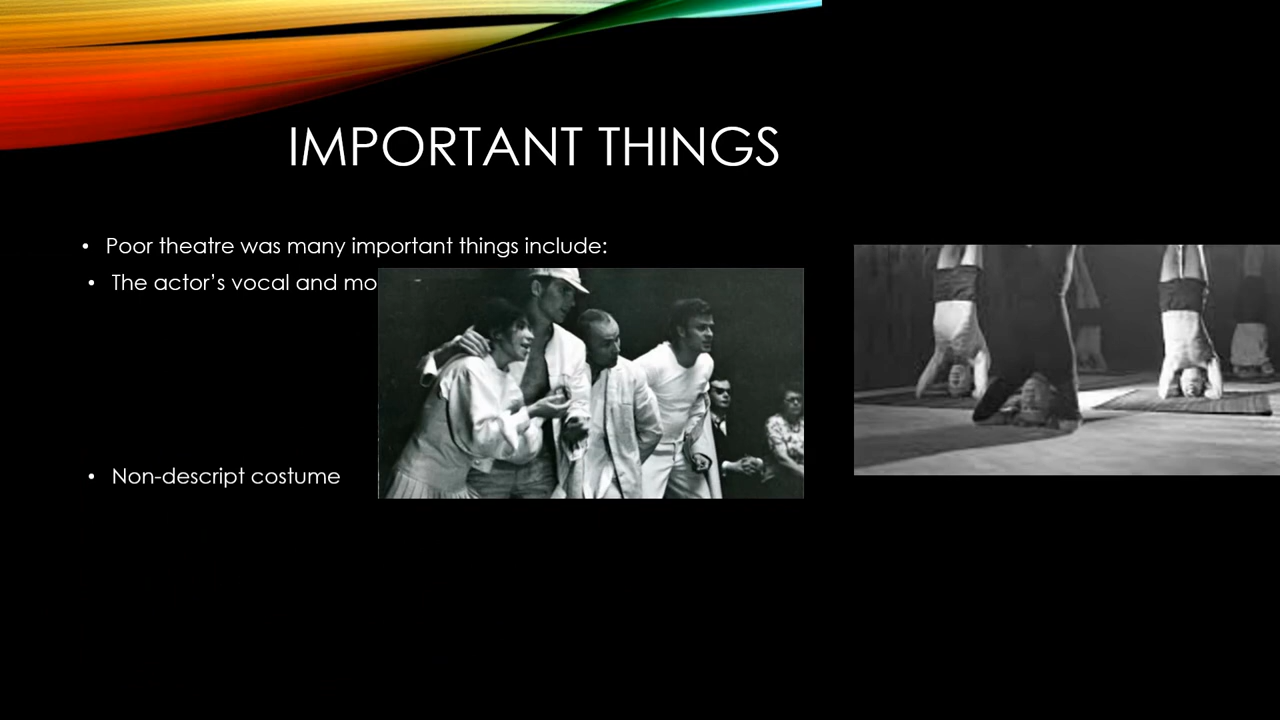 IMPORTANT THINGS
Poor theatre was many important things include:
The actor’s vocal and mo
Non-descript costume